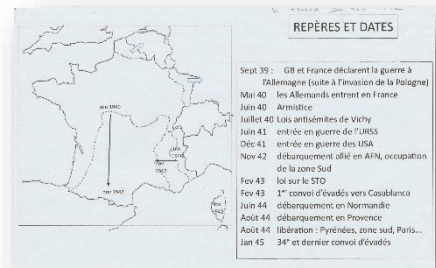 REPÈRES ET DATES
Sept 39 : GB et France déclarent la guerre à
l'Allemagne (suite à l'invasion de la Pologne)
Mai 40 les Allemands entrent en France
Juin 40 Armistice
Juillet 40 Lois antisémites de Vichy
Juin 41 entrée en guerre de l'URSS
Déc 41 entrée en guerre des USA
Nov 42 débarquement allié en AFN, occupation
de la zone Sud
Fev 43 loi sur le STO
Fev 43 1er convoi d'évadés vers Casablanca
Juin 44 débarquement en Normandie
Août 44 débarquement en Provence
Août 44 libération : Pyrénées, zone sud, Paris...
Jan 45 34e et dernier convoi d'évadés
juin 1940
nov 1942
nov
1942